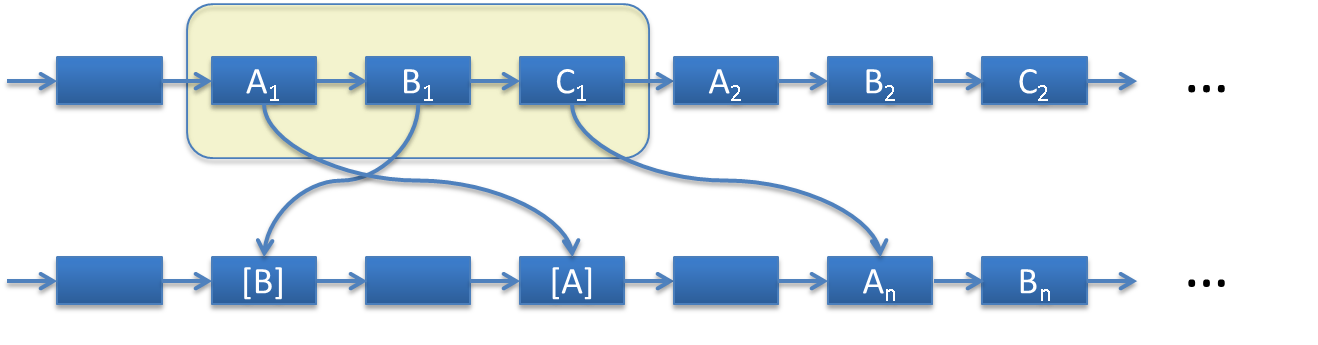 A₁ B₁ C₁ A₂ B₂ C₂ ...
[B] [A] Aₙ Bₙ ...